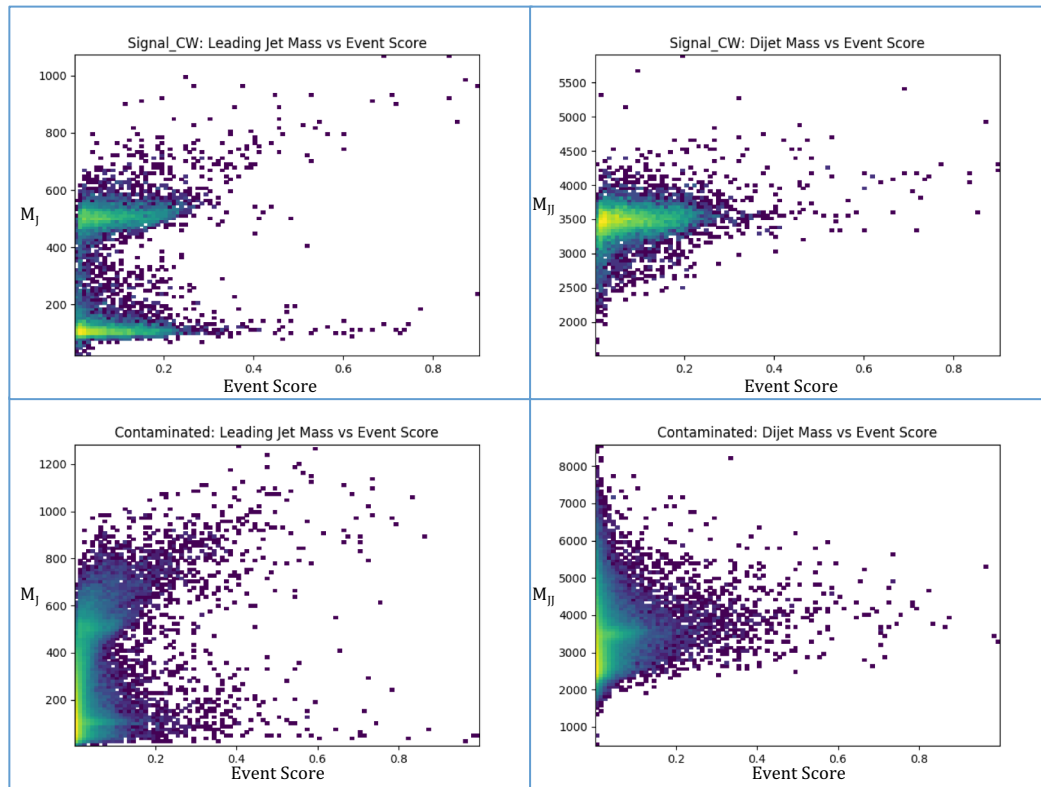 Signal_CW: Leading Jet Mass vs Event Score
1000
800
600
M_J
400
200
0.2 0.4 0.6 0.8
Event Score
Signal_CW: Dijet Mass vs Event Score
5500
5000
4500
4000
M_JJ
3500
3000
2500
2000
0.2 0.4 0.6 0.8
Event Score
Contaminated: Leading Jet Mass vs Event Score
1200
1000
800
M_J
600
400
200
0.2 0.4 0.6 0.8
Event Score
Contaminated: Dijet Mass vs Event Score
8000
7000
6000
5000
M_JJ
4000
3000
2000
1000
0.2 0.4 0.6 0.8
Event Score